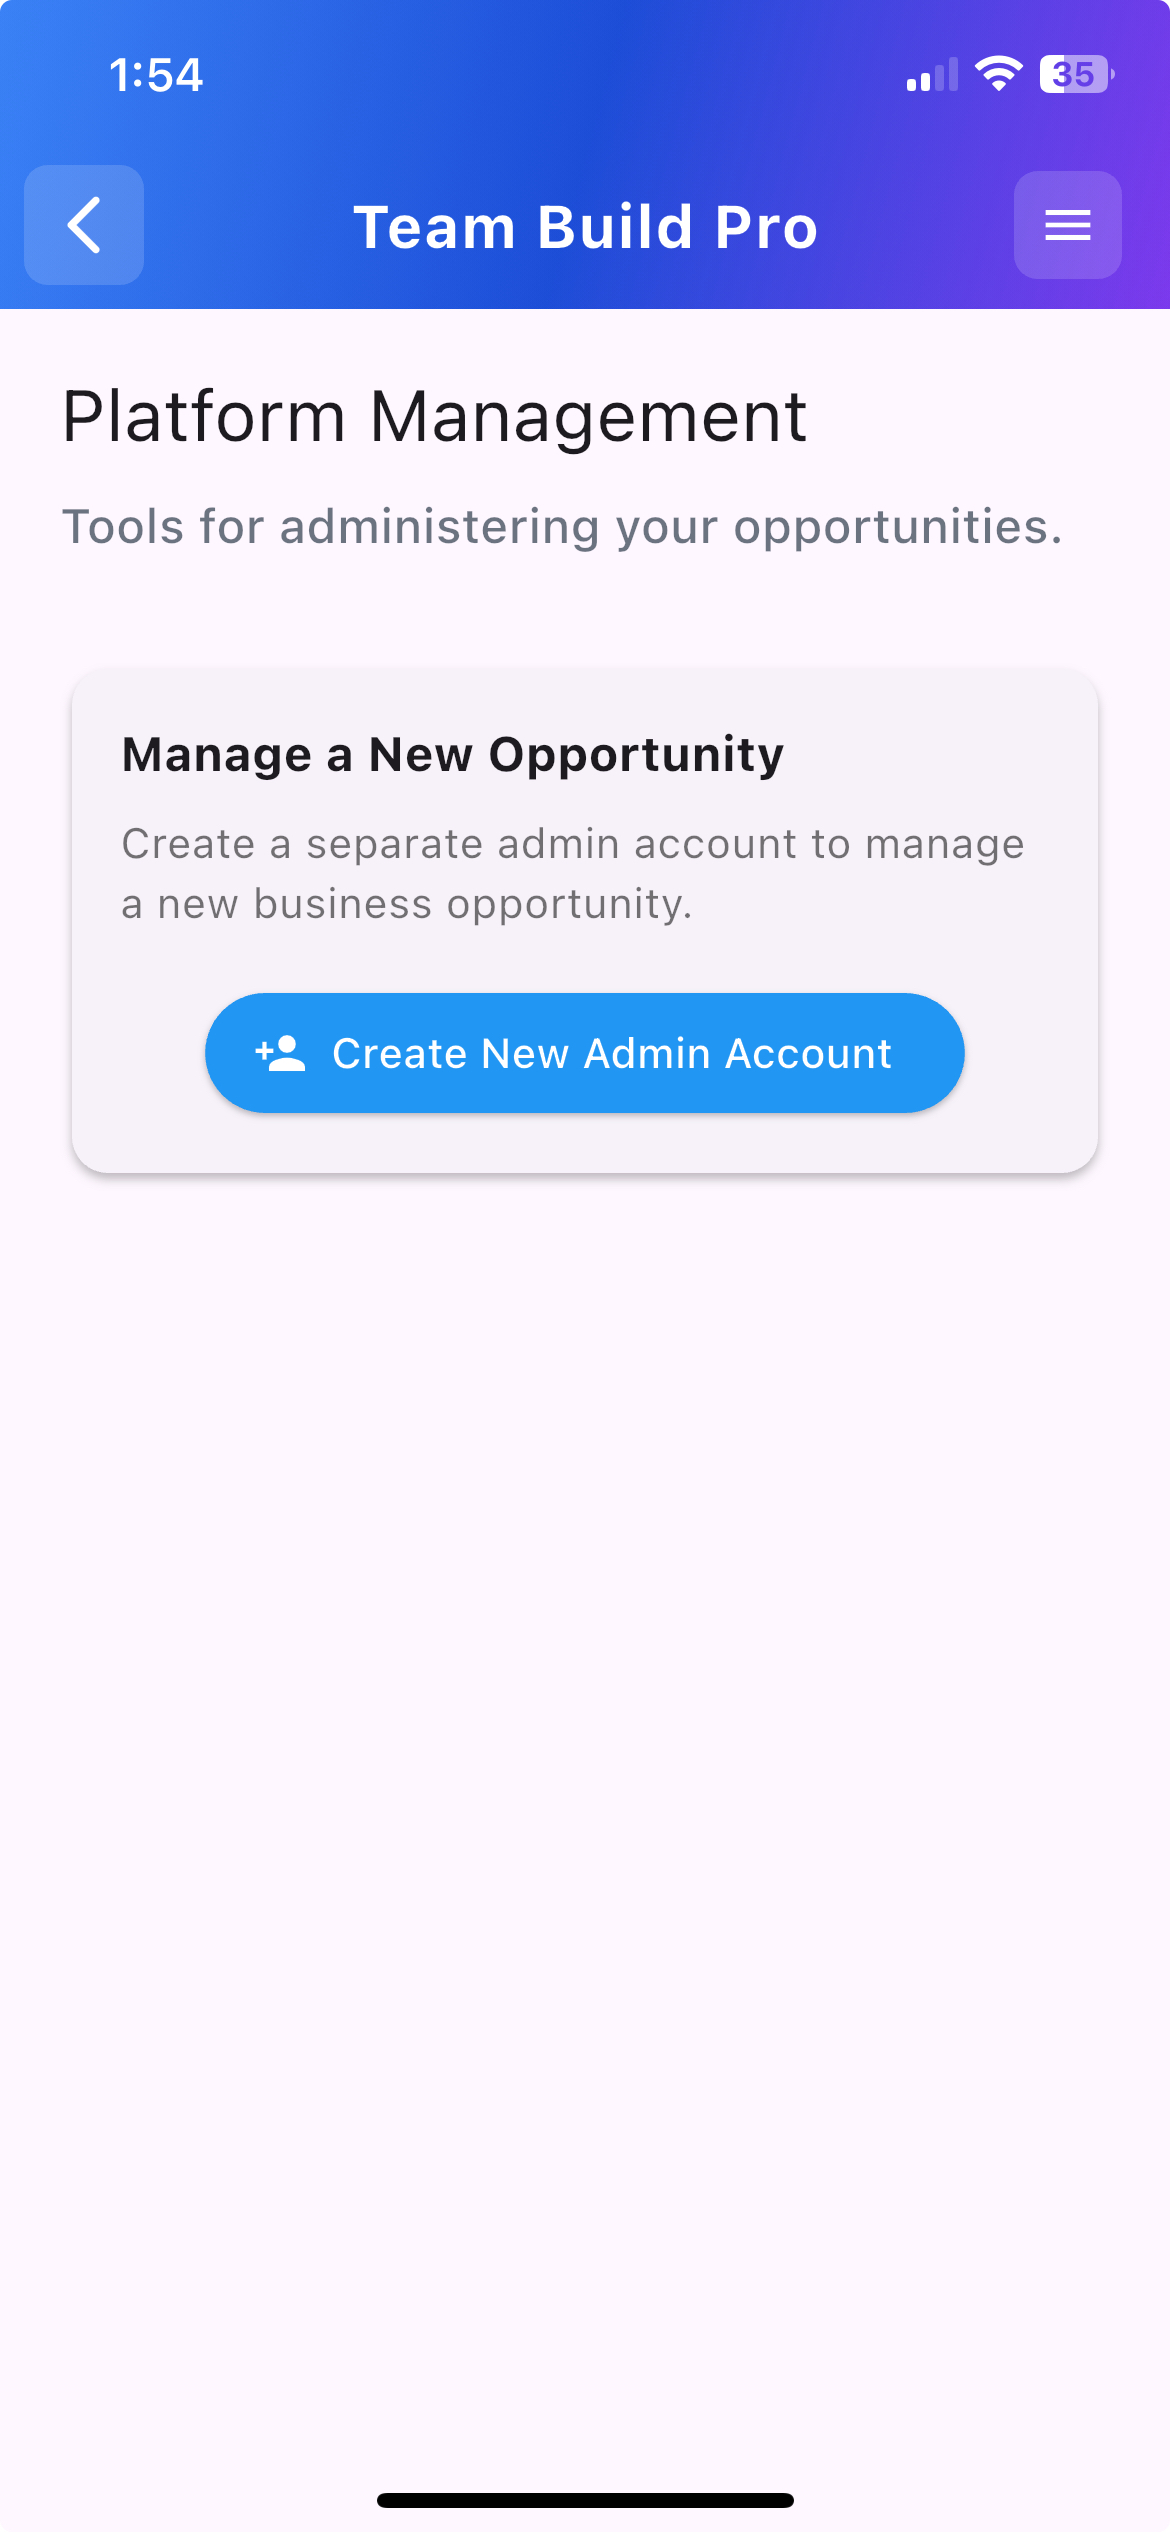 1:54
35
Team Build Pro
Platform Management
Tools for administering your opportunities.
Manage a New Opportunity
Create a separate admin account to manage
a new business opportunity.
Create New Admin Account